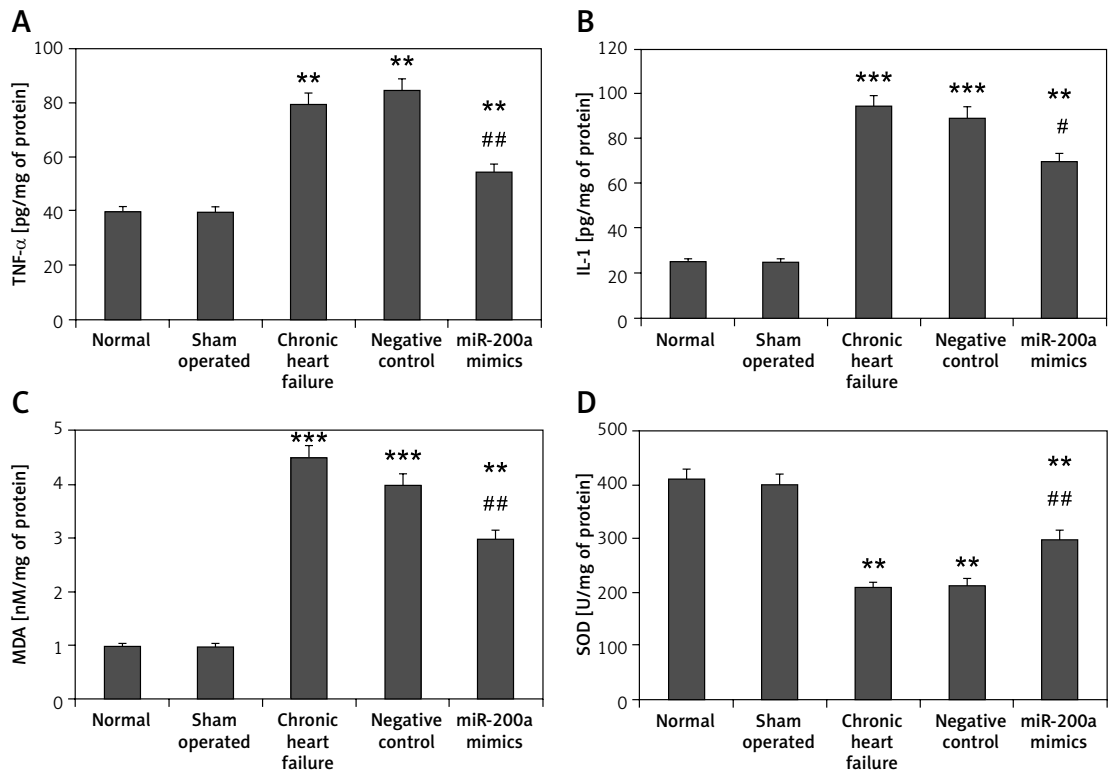 A
TNF-α [pg/mg of protein]
100
80
60
40
20
0
**
**
**
##
Normal
Sham operated
Chronic heart failure
Negative control
miR-200a mimics
B
IL-1 [pg/mg of protein]
120
100
80
60
40
20
0
***
***
**
#
Normal
Sham operated
Chronic heart failure
Negative control
miR-200a mimics
C
MDA [nM/mg of protein]
5
4
3
2
1
0
***
***
**
##
Normal
Sham operated
Chronic heart failure
Negative control
miR-200a mimics
D
SOD [U/mg of protein]
500
400
300
200
100
0
**
**
**
##
Normal
Sham operated
Chronic heart failure
Negative control
miR-200a mimics